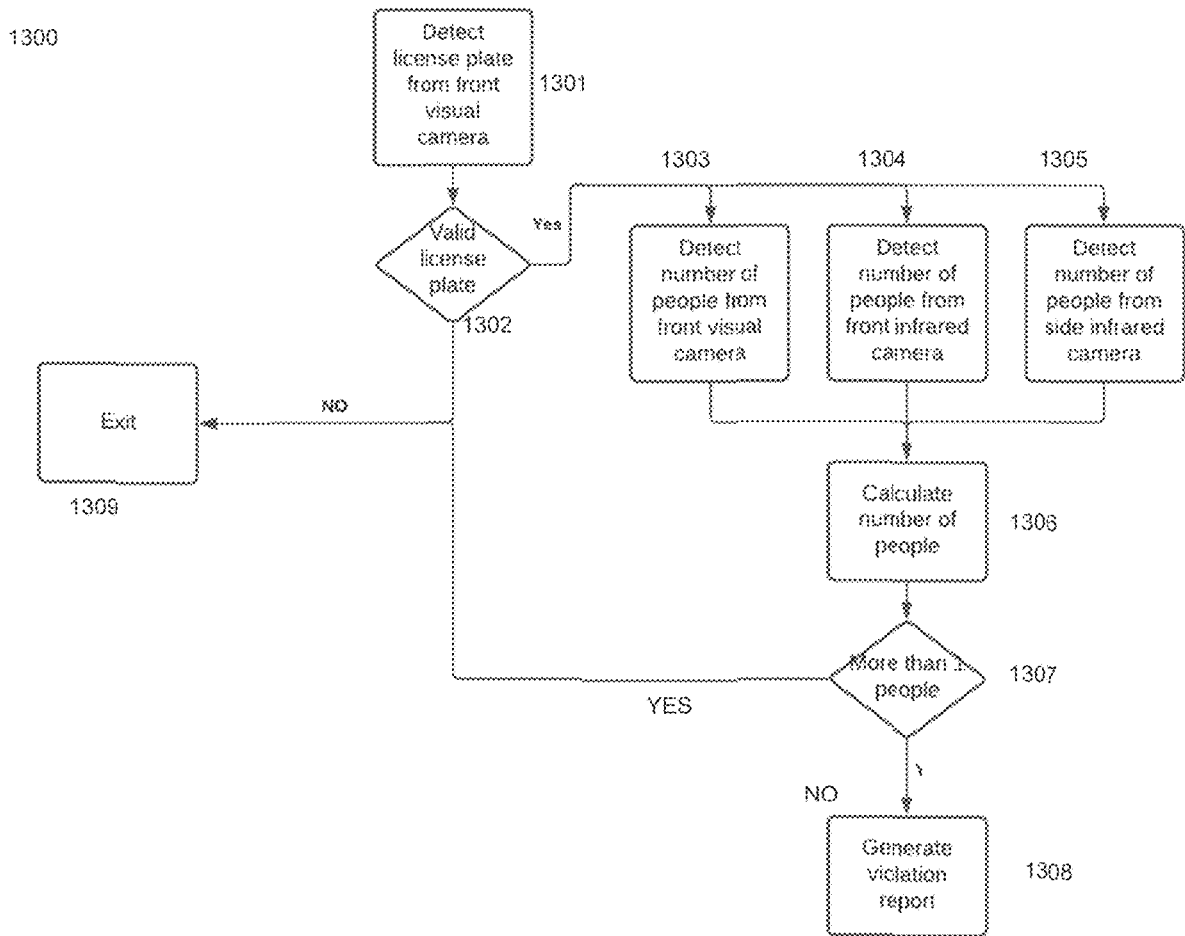 1300
Detect
license plate
from front
visual
camera
1301
Valid
license
plate
1302
Yes
1303
1304
1305
Detect
number of
people from
front visual
camera
Detect
number of
people from
front infrared
camera
Detect
number of
people from
side infrared
camera
NO
Exit
1309
Calculate
number of
people
1306
More than 1
people
1307
YES
NO
Generate
violation
report
1308